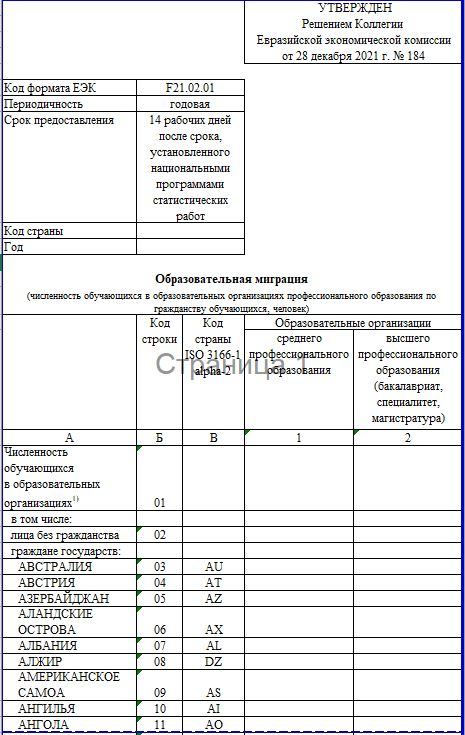 УТВЕРЖДЕН
Решением Коллегии
Евразийской экономической комиссии
от 28 декабря 2021 г. № 184
Код формата ЕЭК F21.02.01
Периодичность годовая
Срок предоставления 14 рабочих дней
после срока,
установленного
национальными
программами
статистических
работ
Код страны
Год
Образовательная миграция
(численность обучающихся в образовательных организациях профессионального образования по
гражданству обучающихся, человек)
Код
строки
Код
страны
ISO 3166-1
alpha-2
Образовательные организации
среднего
профессионального
образования
высшего
профессионального
образования
(бакалавриат,
специалитет,
магистратура)
Страница 1
А Б В 1 2
Численность
обучающихся
в образовательных
организациях1) 01
в том числе:
лица без гражданства 02
граждане государств:
АВСТРАЛИЯ 03 AU
АВСТРИЯ 04 AT
АЗЕРБАЙДЖАН 05 AZ
АЛАНДСКИЕ
ОСТРОВА 06 AX
АЛБАНИЯ 07 AL
АЛЖИР 08 DZ
АМЕРИКАНСКОЕ
САМОА 09 AS
АНГИЛЬЯ 10 AI
АНГОЛА 11 AO